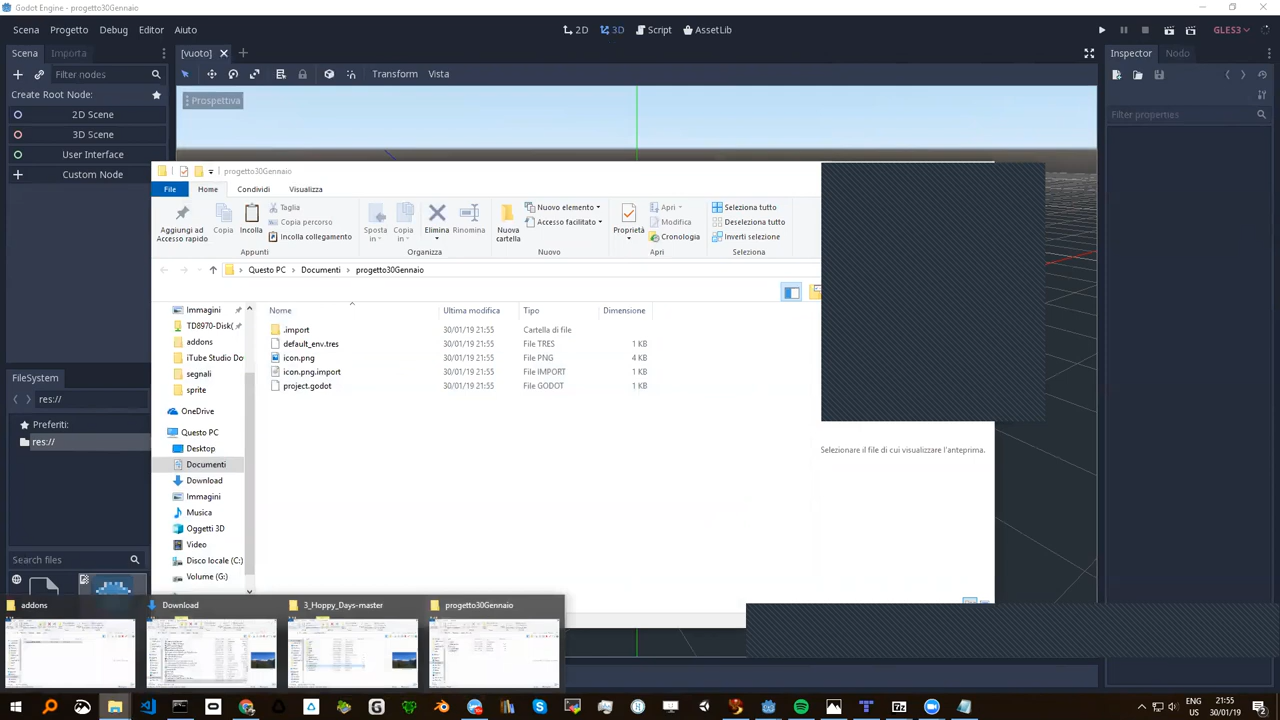 Godot Engine - progetto30Gennaio
Scena Progetto Debug Editor Aiuto
2D 3D Script AssetLib
GLES3
Scena Importa
[vuoto]
Inspector Nodo
Filter nodes
Transform Vista
Create Root Node:
Prospettiva
Filter properties
2D Scene
3D Scene
User Interface
Custom Node
progetto30Gennaio
File Home Condividi Visualizza
Aggiungi ad Accesso rapido
Copia
Incolla
Taglia
Copia percorso
Incolla collegamento
Appunti
Sposta in
Copia in
Elimina
Rinomina
Organizza
Nuova cartella
Nuovo elemento
Accesso facilitato
Nuovo
Proprietà
Apri
Modifica
Cronologia
Apri
Seleziona tutto
Deseleziona tutto
Inverti selezione
Seleziona
Questo PC Documenti progetto30Gennaio
Nome Ultima modifica Tipo Dimensione
.import 30/01/19 21:55 Cartella di file
default_env.tres 30/01/19 21:55 File TRES 1 KB
icon.png 30/01/19 21:55 File PNG 4 KB
icon.png.import 30/01/19 21:55 File IMPORT 1 KB
project.godot 30/01/19 21:55 File GODOT 1 KB
Immagini
TD8970-Disk(
addons
iTube Studio Do
segnali
sprite
OneDrive
Questo PC
Desktop
Documenti
Download
Immagini
Musica
Oggetti 3D
Video
Disco locale (C:)
Volume (G:)
Selezionare il file di cui visualizzare l'anteprima.
FileSystem
res://
Preferiti:
res://
Search files
addons
Download
3_Hoppy_Days-master
progetto30Gennaio
ENG
US
21:55
30/01/19